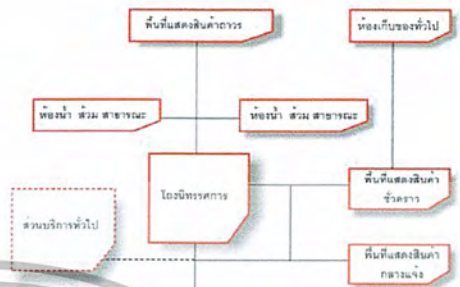 พื้นที่แสดงสินค้าถาวร
ห้องเก็บของทั่วไป
ห้องน้ำ ส้วม สาธารณะ
ห้องน้ำ ส้วม สาธารณะ
โถงนิทรรศการ
พื้นที่แสดงสินค้า
ชั่วคราว
ส่วนบริการทั่วไป
พื้นที่แสดงสินค้า
กลางแจ้ง